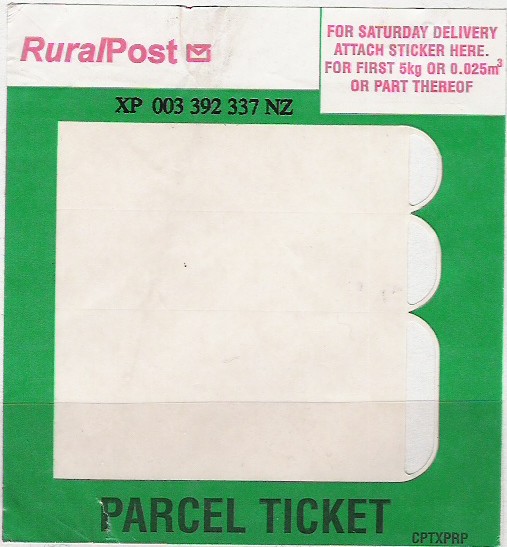 RuralPost
FOR SATURDAY DELIVERY
ATTACH STICKER HERE.
FOR FIRST 5kg OR 0.025m³
OR PART THEREOF
XP 003 392 337 NZ
PARCEL TICKET
CPTXPRP